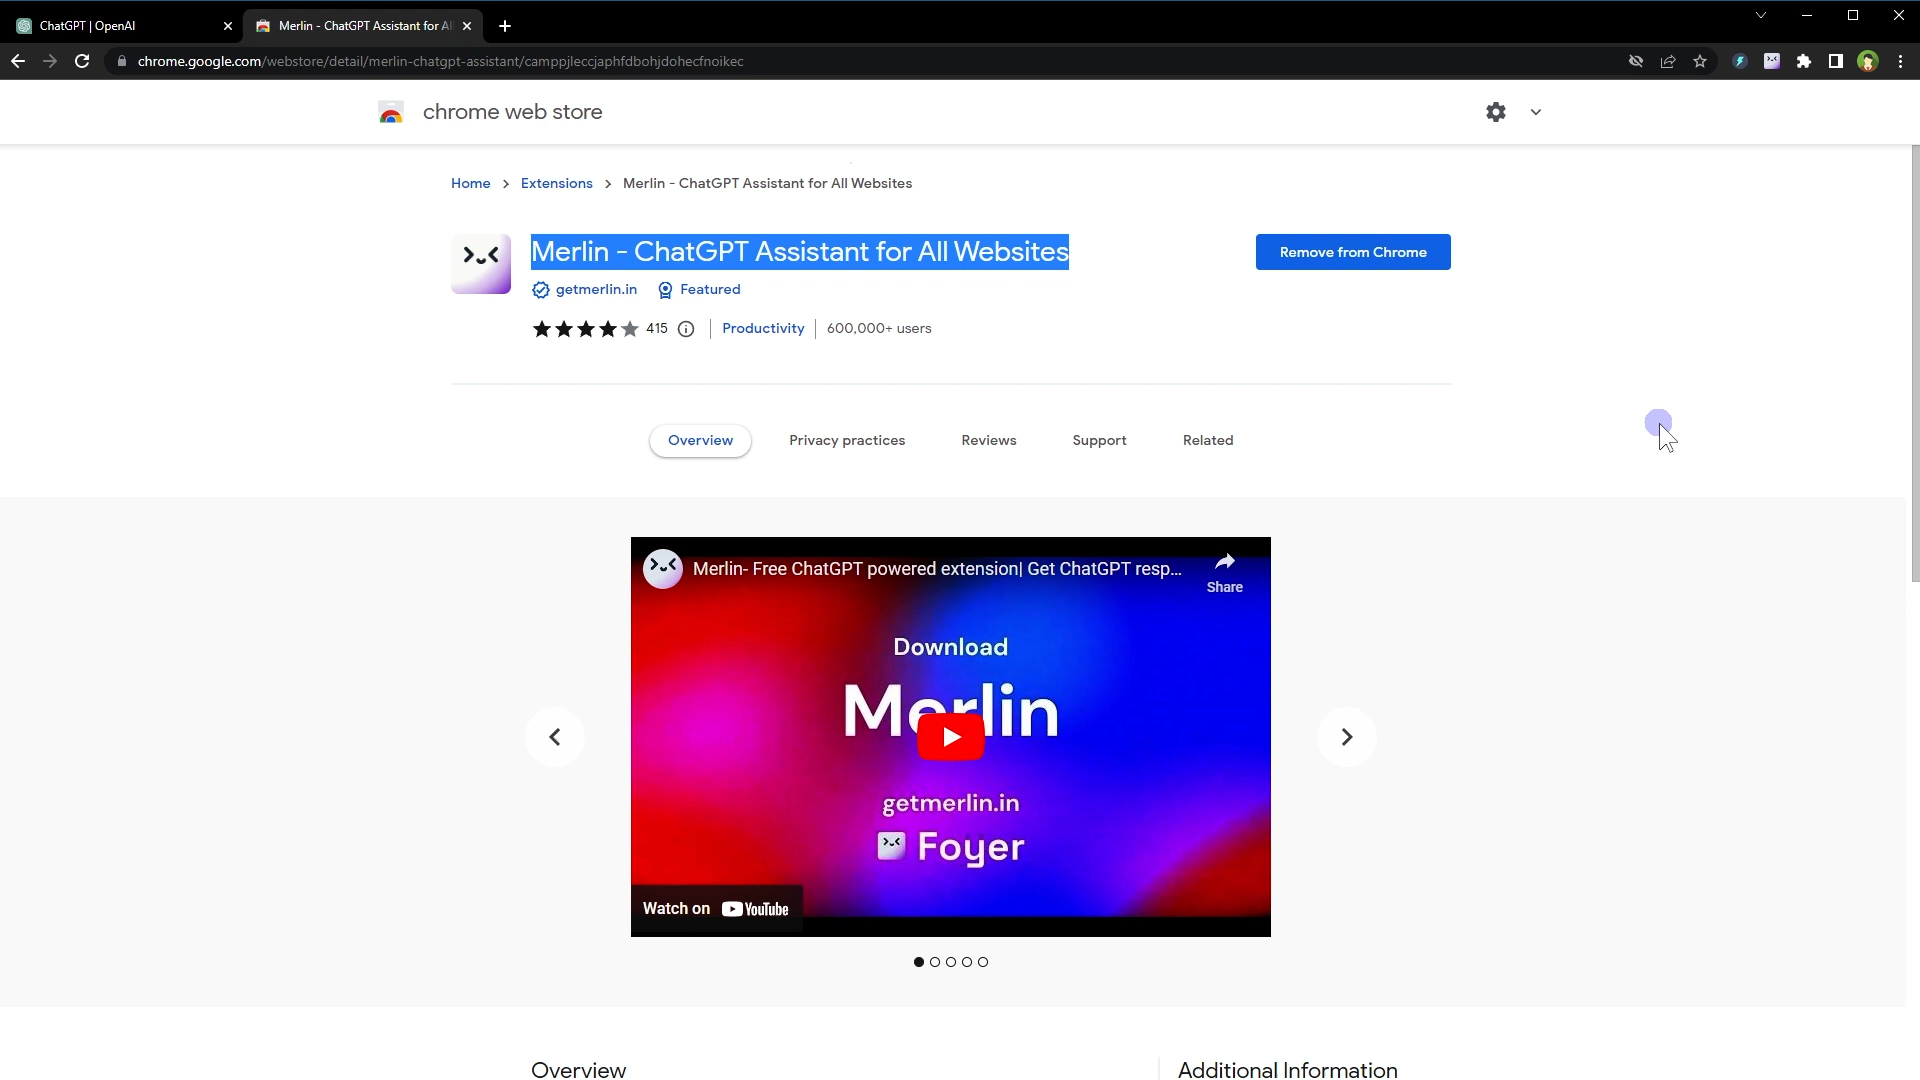 ChatGPT | OpenAI
Merlin - ChatGPT Assistant for Al
chrome.google.com/webstore/detail/merlin-chatgpt-assistant/camppjleccjaphfdbohjdohecfnoikec
chrome web store
Home > Extensions > Merlin - ChatGPT Assistant for All Websites
Merlin - ChatGPT Assistant for All Websites
Remove from Chrome
getmerlin.in Featured
415 Productivity 600,000+ users
Overview Privacy practices Reviews Support Related
Merlin- Free ChatGPT powered extension| Get ChatGPT resp...
Share
Download
Merlin
getmerlin.in
Foyer
Watch on YouTube
Overview
Additional Information